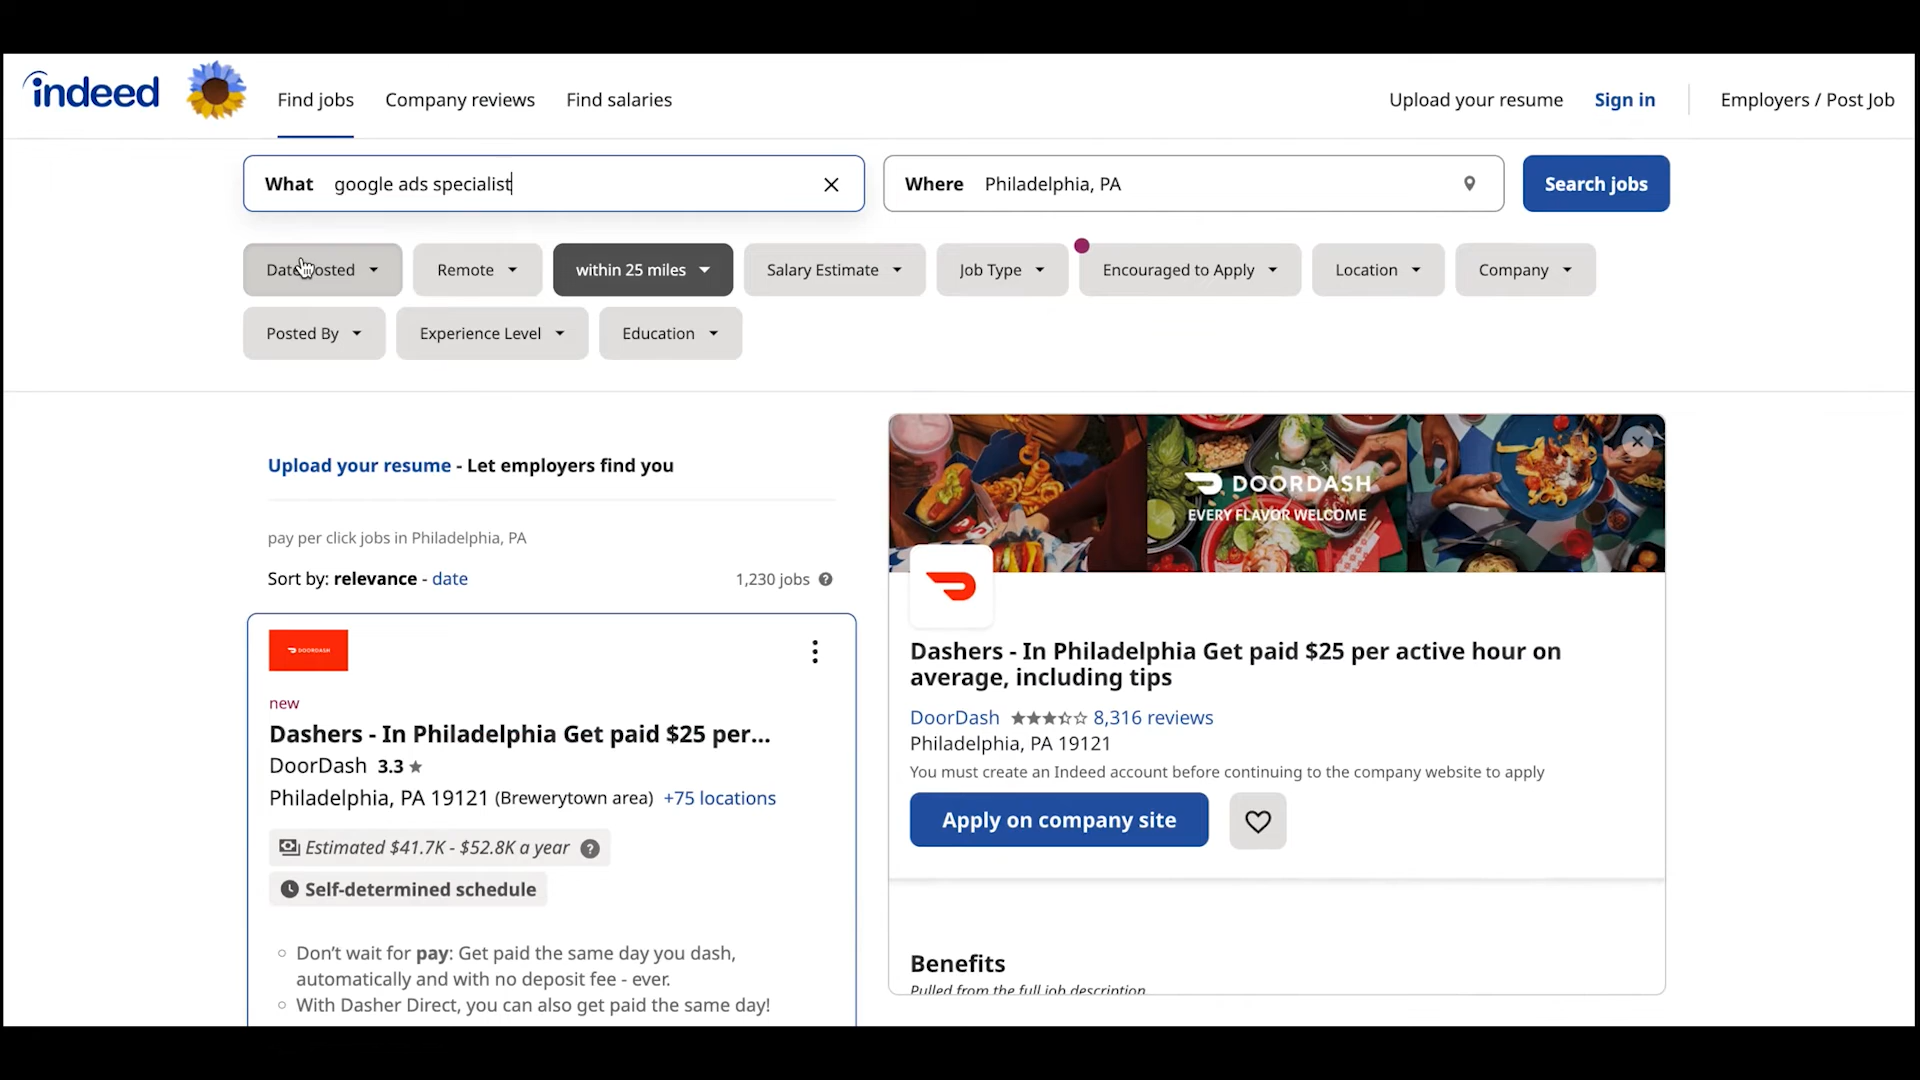 indeed
Find jobs
Company reviews
Find salaries
Upload your resume
Sign in
Employers / Post Job
What google ads specialist
Where Philadelphia, PA
Search jobs
Date Posted
Remote
within 25 miles
Salary Estimate
Job Type
Encouraged to Apply
Location
Company
Posted By
Experience Level
Education
Upload your resume - Let employers find you
pay per click jobs in Philadelphia, PA
Sort by: relevance - date
1,230 jobs
DOORDASH
new
Dashers - In Philadelphia Get paid $25 per...
DoorDash 3.3
Philadelphia, PA 19121 (Brewerytown area) +75 locations
Estimated $41.7K - $52.8K a year
Self-determined schedule
Don't wait for pay: Get paid the same day you dash,
automatically and with no deposit fee - ever.
With Dasher Direct, you can also get paid the same day!
DOORDASH
EVERY FLAVOR WELCOME
Dashers - In Philadelphia Get paid $25 per active hour on
average, including tips
DoorDash 8,316 reviews
Philadelphia, PA 19121
You must create an Indeed account before continuing to the company website to apply
Apply on company site
Benefits
Pulled from the full job description